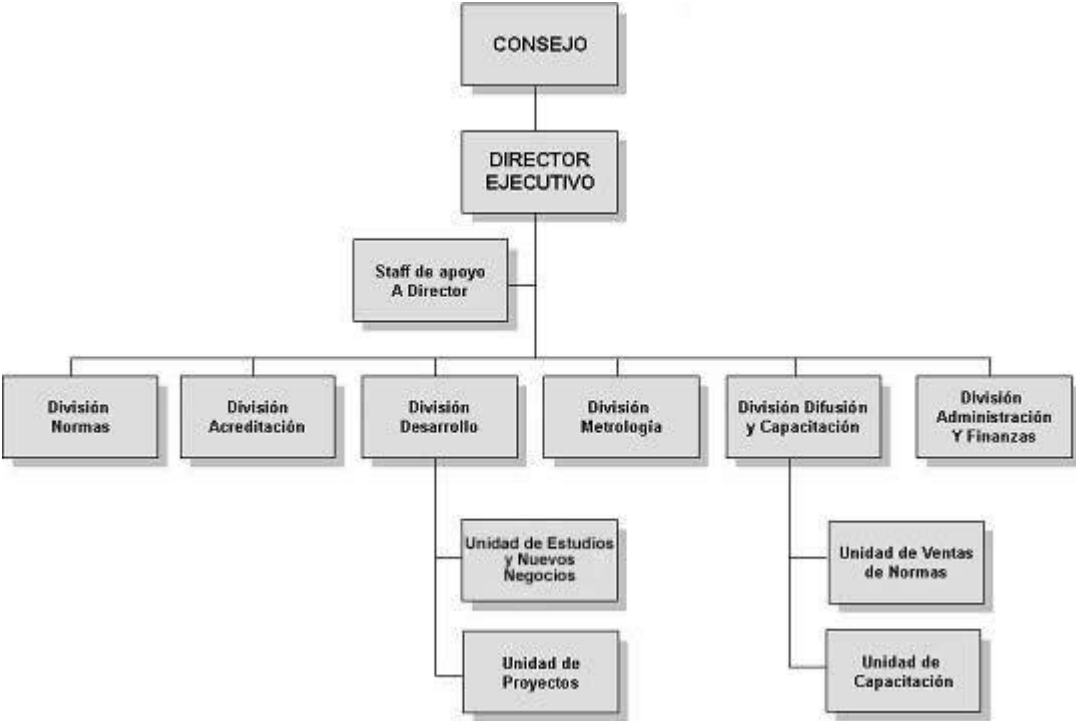 CONSEJO
DIRECTOR
EJECUTIVO
Staff de apoyo
A Director
División
Normas
División
Acreditación
División
Desarrollo
División
Metrología
División Difusión
y Capacitación
División
Administración
Y Finanzas
Unidad de Estudios
y Nuevos
Negocios
Unidad de Ventas
de Normas
Unidad de
Proyectos
Unidad de
Capacitación